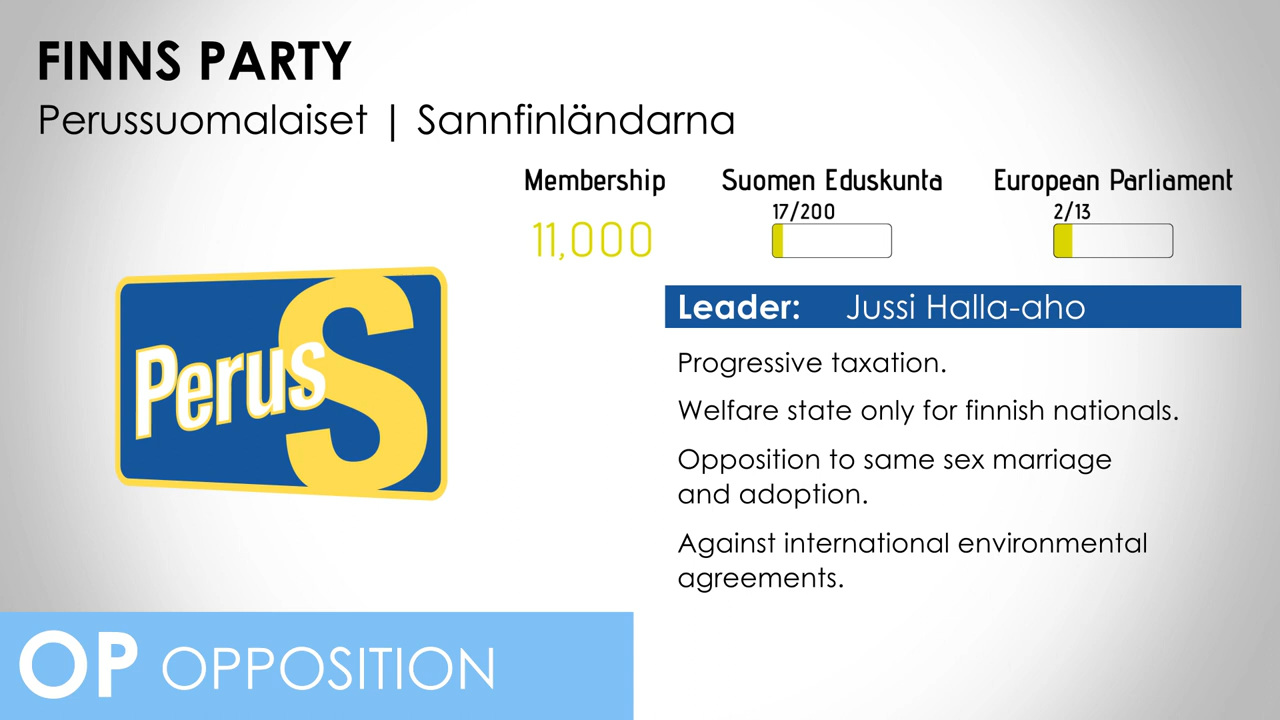 FINNS PARTY
Perussuomalaiset | Sannfinländarna
Membership
11,000
Suomen Eduskunta
17/200
European Parliament
2/13
PerusS
Leader: Jussi Halla-aho
Progressive taxation.
Welfare state only for finnish nationals.
Opposition to same sex marriage
and adoption.
Against international environmental
agreements.
OP OPPOSITION